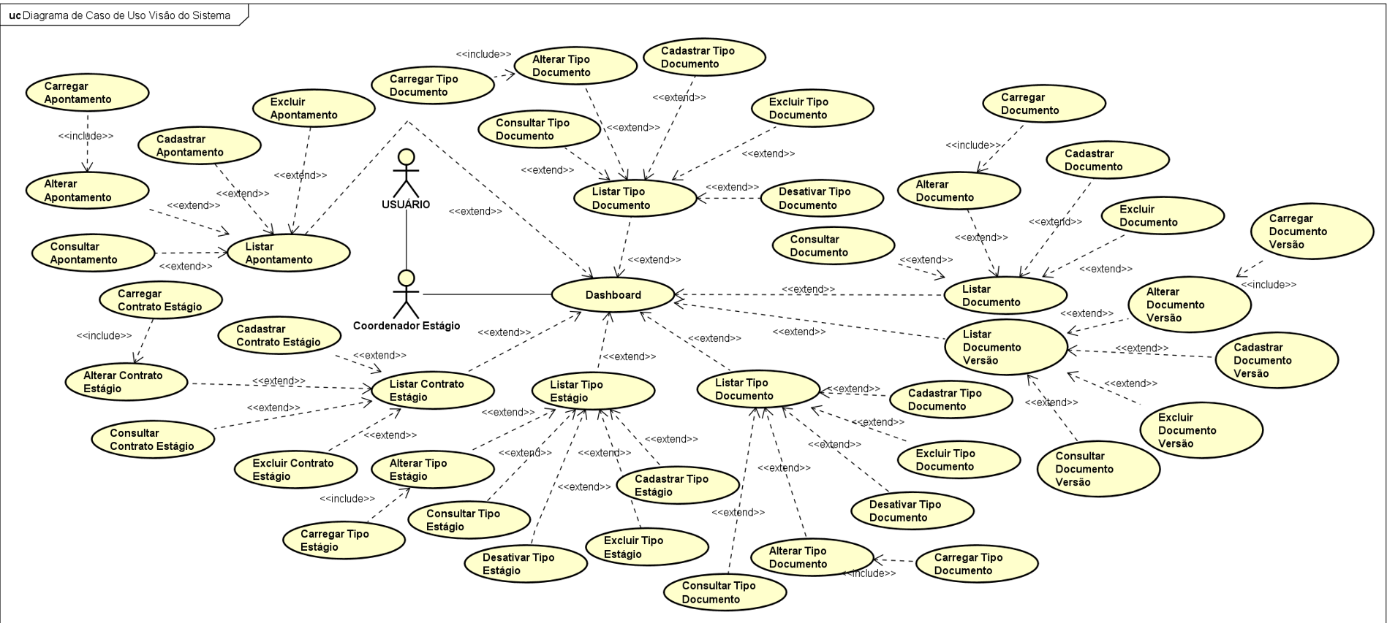 uc Diagrama de Caso de Uso Visão do Sistema
<<include>>
Alterar Tipo
Documento
Cadastrar Tipo
Documento
Carregar Tipo
Documento
Carregar
Apontamento
Excluir
Apontamento
<<extend>>
Excluir Tipo
Documento
Carregar
Documento
Consultar Tipo
Documento
<<extend>>
<<extend>>
<<include>>
Cadastrar
Apontamento
<<include>>
Cadastrar
Documento
<<extend>>
<<extend>>
Alterar
Apontamento
<<extend>>
<<extend>>
USUÁRIO
<<extend>>
Listar Tipo
Documento
<<extend>>
Desativar Tipo
Documento
Alterar
Documento
<<extend>>
<<extend>>
Excluir
Documento
Carregar
Documento
Versão
Consultar
Apontamento
<<extend>>
Listar
Apontamento
Consultar
Documento
<<extend>>
<<extend>>
<<extend>>
<<extend>>
<<extend>>
<<include>>
Carregar
Contrato Estágio
Coordenador Estágio
Dashboard
<<extend>>
Listar
Documento
Alterar
Documento
Versão
<<include>>
Cadastrar
Contrato Estágio
<<extend>>
<<extend>>
<<extend>>
<<extend>>
<<extend>>
Listar
Documento
Versão
<<extend>>
<<extend>>
Cadastrar
Documento
Versão
Alterar Contrato
Estágio
<<extend>>
Listar Contrato
Estágio
Listar Tipo
Estágio
Listar Tipo
Documento
<<extend>>
Cadastrar Tipo
Documento
<<extend>>
<<extend>>
<<extend>>
Consultar
Contrato Estágio
<<extend>>
<<extend>>
<<extend>>
<<extend>>
<<extend>>
<<extend>>
<<extend>>
Excluir
Documento
Versão
Excluir Contrato
Estágio
Alterar Tipo
Estágio
<<extend>>
Excluir Tipo
Documento
Consultar
Documento
Versão
<<include>>
<<extend>>
Cadastrar Tipo
Estágio
<<extend>>
Consultar Tipo
Estágio
<<extend>>
<<extend>>
Desativar Tipo
Documento
Carregar Tipo
Estágio
Desativar Tipo
Estágio
Excluir Tipo
Estágio
Alterar Tipo
Documento
<<include>>
Carregar Tipo
Documento
Consultar Tipo
Documento